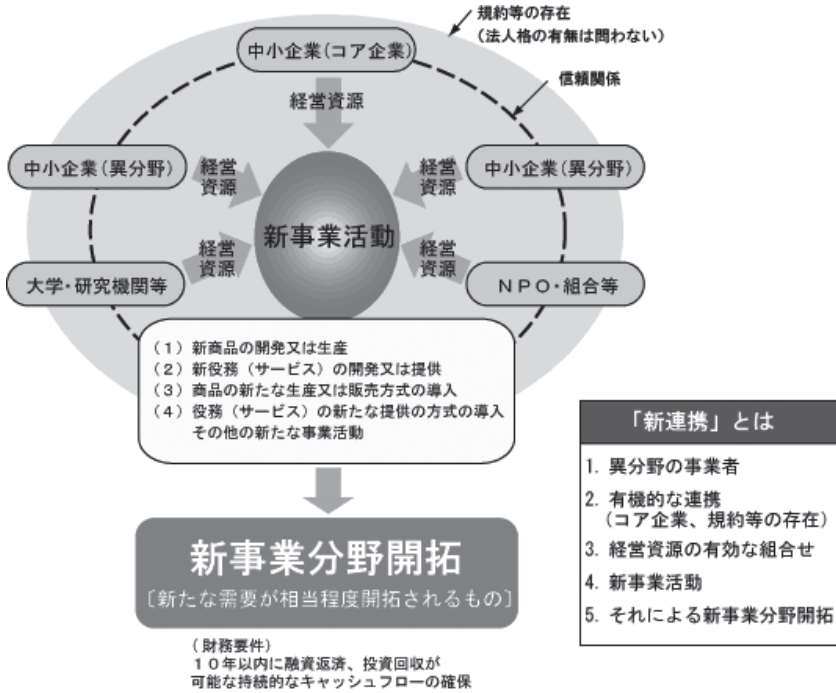 規約等の存在
(法人格の有無は問わない)
中小企業(コア企業)
信頼関係
経営資源
中小企業(異分野)
経営
資源
経営
資源
中小企業(異分野)
新事業活動
大学・研究機関等
経営
資源
経営
資源
NPO・組合等
(1)新商品の開発又は生産
(2)新役務(サービス)の開発又は提供
(3)商品の新たな生産又は販売方式の導入
(4)役務(サービス)の新たな提供の方式の導入
その他の新たな事業活動
新事業分野開拓
〔新たな需要が相当程度開拓されるもの〕
(財務要件)
10年以内に融資返済、投資回収が
可能な持続的なキャッシュフローの確保
「新連携」とは
1. 異分野の事業者
2. 有機的な連携
(コア企業、規約等の存在)
3. 経営資源の有効な組合せ
4. 新事業活動
5. それによる新事業分野開拓